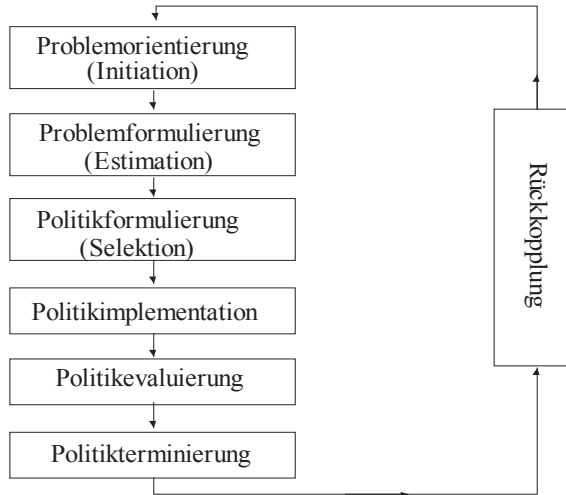 Problemorientierung
(Initiation)
Problemformulierung
(Estimation)
Politikformulierung
(Selektion)
Politikimplementation
Politikevaluierung
Politikterminierung
Rückkopplung